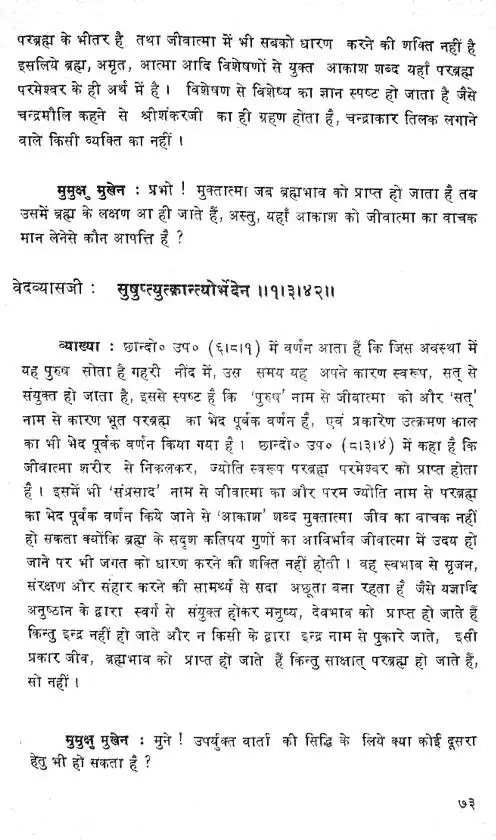 परब्रह्म के भीतर है तथा जीवात्मा में भी सबको धारण करने की शक्ति नहीं है
इसलिये ब्रह्म, अमृत, आत्मा आदि विशेषणों से युक्त आकाश शब्द यहाँ परब्रह्म
परमेश्वर के ही अर्थ में है । विशेषण से विशेष्य का ज्ञान स्पष्ट हो जाता है जैसे
चन्द्रमौलि कहने से श्रीशंकरजी का ही ग्रहण होता है, चन्द्राकार तिलक लगाने
वाले किसी व्यक्ति का नहीं ।
मुमुक्षु मुखेन : प्रभो ! मुक्तात्मा जब ब्रह्मभाव को प्राप्त हो जाता है तब
उसमें ब्रह्म के लक्षण आ ही जाते हैं, अस्तु, यहाँ आकाश को जीवात्मा का वाचक
मान लेनेसे कौन आपत्ति है ?
वेदव्यासजी : सुषुप्त्युत्क्रान्त्योर्भेदेन ॥१।३।४२॥
व्याख्या : छान्दो० उप० (६।८।१) में वर्णन आता है कि जिस अवस्था में
यह पुरुष सोता है गहरी नींद में, उस समय यह अपने कारण स्वरूप, सत् से
संयुक्त हो जाता है, इससे स्पष्ट है कि 'पुरुष' नाम से जीवात्मा को और 'सत्'
नाम से कारण भूत परब्रह्म का भेद पूर्वक वर्णन है, एवं प्रकारेण उत्क्रमण काल
का भी भेद पूर्वक वर्णन किया गया है । छान्दो० उप० (८।३।४) में कहा है कि
जीवात्मा शरीर से निकलकर, ज्योति स्वरूप परब्रह्म परमेश्वर को प्राप्त होता
है । इसमें भी 'संप्रसाद' नाम से जीवात्मा का और परम ज्योति नाम से परब्रह्म
का भेद पूर्वक वर्णन किये जाने से 'आकाश' शब्द मुक्तात्मा जीव का वाचक नहीं
हो सकता क्योंकि ब्रह्म के सदृश कतिपय गुणों का आविर्भाव जीवात्मा में उदय हो
जाने पर भी जगत को धारण करने की शक्ति नहीं होती । वह स्वभाव से सृजन,
संरक्षण और संहार करने की सामर्थ्य से सदा अछूता बना रहता है जैसे यज्ञादि
अनुष्ठान के द्वारा स्वर्ग से संयुक्त होकर मनुष्य, देवभाव को प्राप्त हो जाते हैं
किन्तु इन्द्र नहीं हो जाते और न किसी के द्वारा इन्द्र नाम से पुकारे जाते, इसी
प्रकार जीव, ब्रह्मभाव को प्राप्त हो जाते हैं किन्तु साक्षात् परब्रह्म हो जाते हैं,
सो नहीं ।
मुमुक्षु मुखेन : मुने ! उपर्युक्त वार्ता की सिद्धि के लिये क्या कोई दूसरा
हेतु भी हो सकता है ?
७३